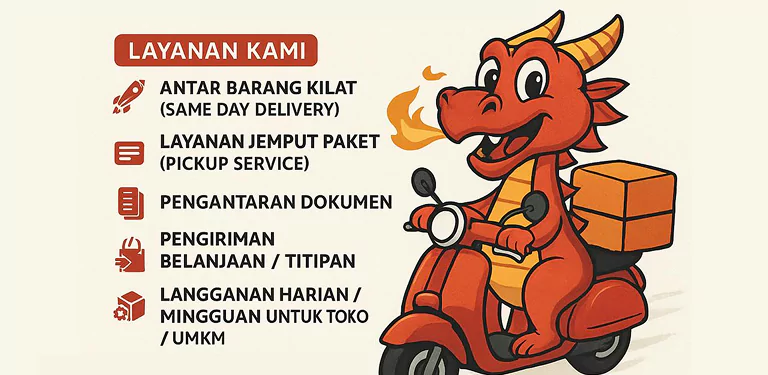 LAYANAN KAMI
ANTAR BARANG KILAT
(SAME DAY DELIVERY)
LAYANAN JEMPUT PAKET
(PICKUP SERVICE)
PENGANTARAN DOKUMEN
PENGIRIMAN
BELANJAAN / TITIPAN
LANGGANAN HARIAN /
MINGGUAN UNTUK TOKO
/ UMKM